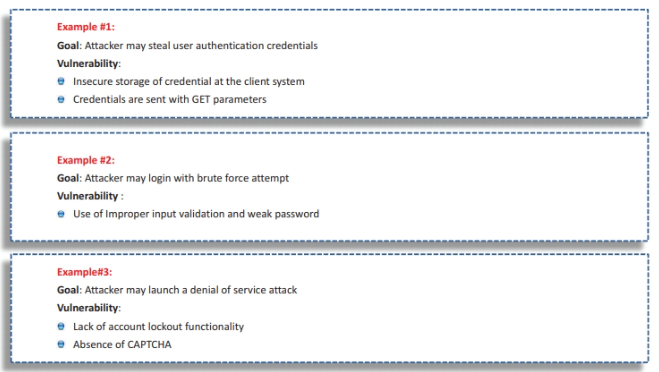 Example #1:
Goal: Attacker may steal user authentication credentials
Vulnerability:
Insecure storage of credential at the client system
Credentials are sent with GET parameters
Example #2:
Goal: Attacker may login with brute force attempt
Vulnerability :
Use of Improper input validation and weak password
Example#3:
Goal: Attacker may launch a denial of service attack
Vulnerability:
Lack of account lockout functionality
Absence of CAPTCHA